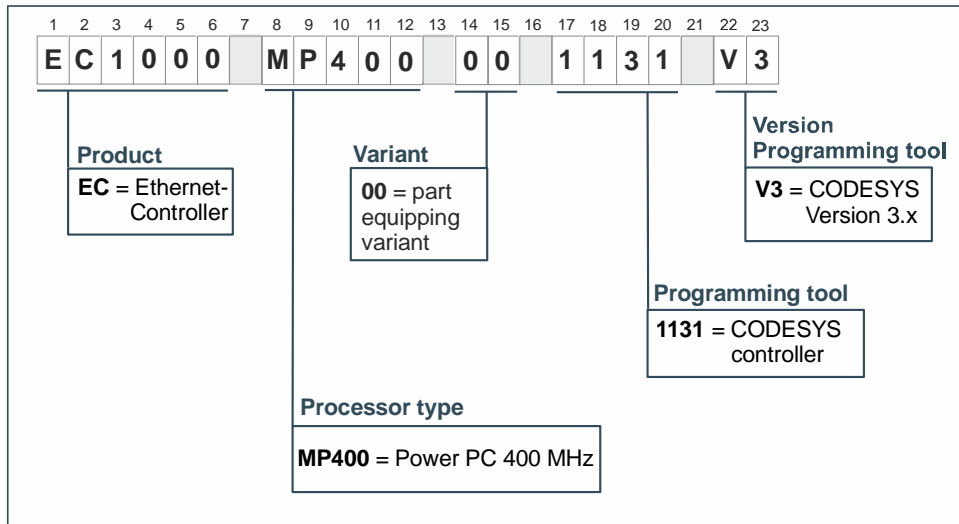 1 2 3 4 5 6 7 8 9 10 11 12 13 14 15 16 17 18 19 20 21 22 23
E C 1 0 0 0 M P 4 0 0 0 0 1 1 3 1 V 3
Product
EC = Ethernet-
Controller
Variant
00 = part
equipping
variant
Version
Programming tool
V3 = CODESYS
Version 3.x
Programming tool
1131 = CODESYS
controller
Processor type
MP400 = Power PC 400 MHz